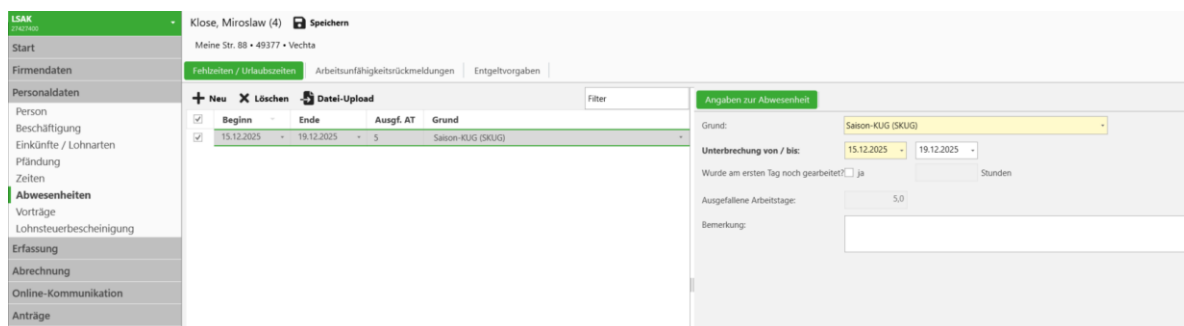 LSAK
21427400
Start
Firmendaten
Personaldaten
Person
Beschäftigung
Einkünfte / Lohnarten
Pfändung
Zeiten
Abwesenheiten
Vorträge
Lohnsteuerbescheinigung
Erfassung
Abrechnung
Online-Kommunikation
Anträge
Klose, Miroslaw (4) Speichern
Meine Str. 88 • 49377 • Vechta
Fehlzeiten / Urlaubszeiten Arbeitsunfähigkeitsrückmeldungen Entgeltvorgaben
Neu Löschen Datei-Upload Filter
Beginn Ende Ausgf. AT Grund
15.12.2025 19.12.2025 5 Saison-KUG (SKUG)
Angaben zur Abwesenheit
Grund: Saison-KUG (SKUG)
Unterbrechung von / bis: 15.12.2025 19.12.2025
Wurde am ersten Tag noch gearbeitet? ja Stunden
Ausgefallene Arbeitstage: 5,0
Bemerkung: